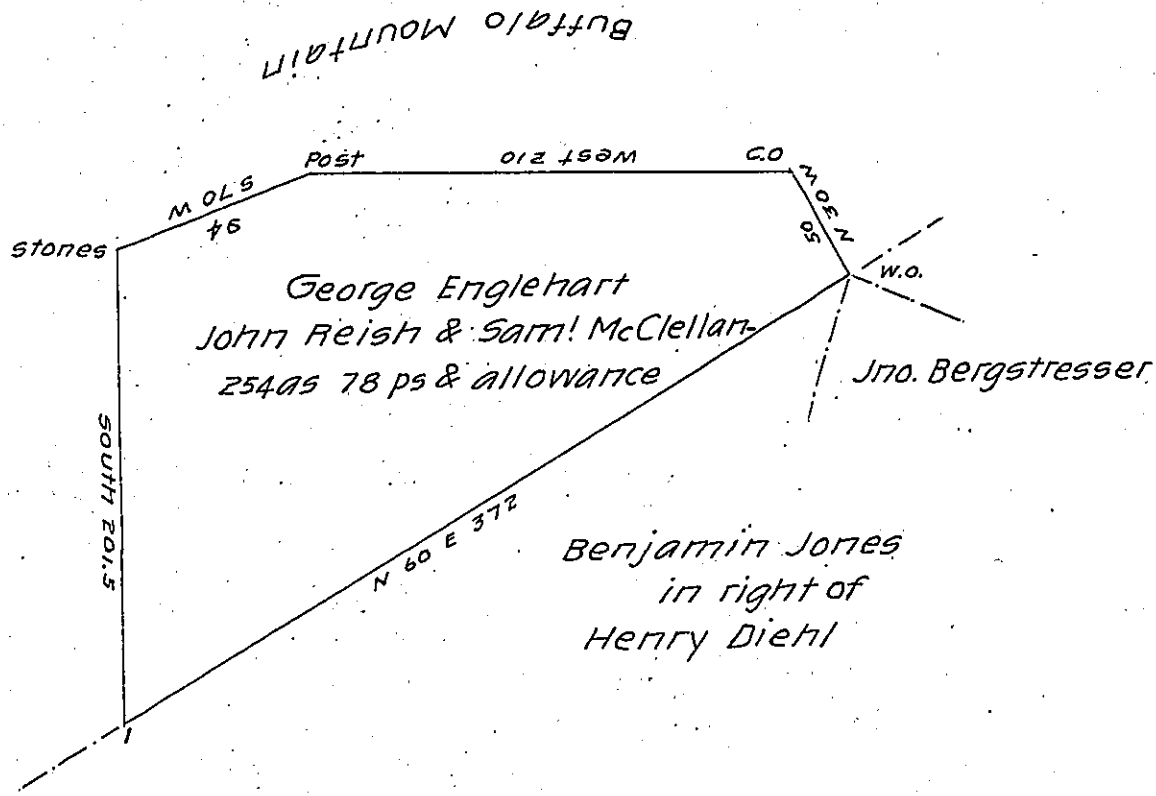 Buffalo Mountain
Post
West 210
C.O
S 70 W
94
N 30 W
50
Stones
W.O.
George Englehart
John Reish & Sam! McClellan-
254as 78 ps & allowance
Jno. Bergstresser
South 201.5
N 60 E 372
Benjamin Jones
in right of
Henry Diehl
1